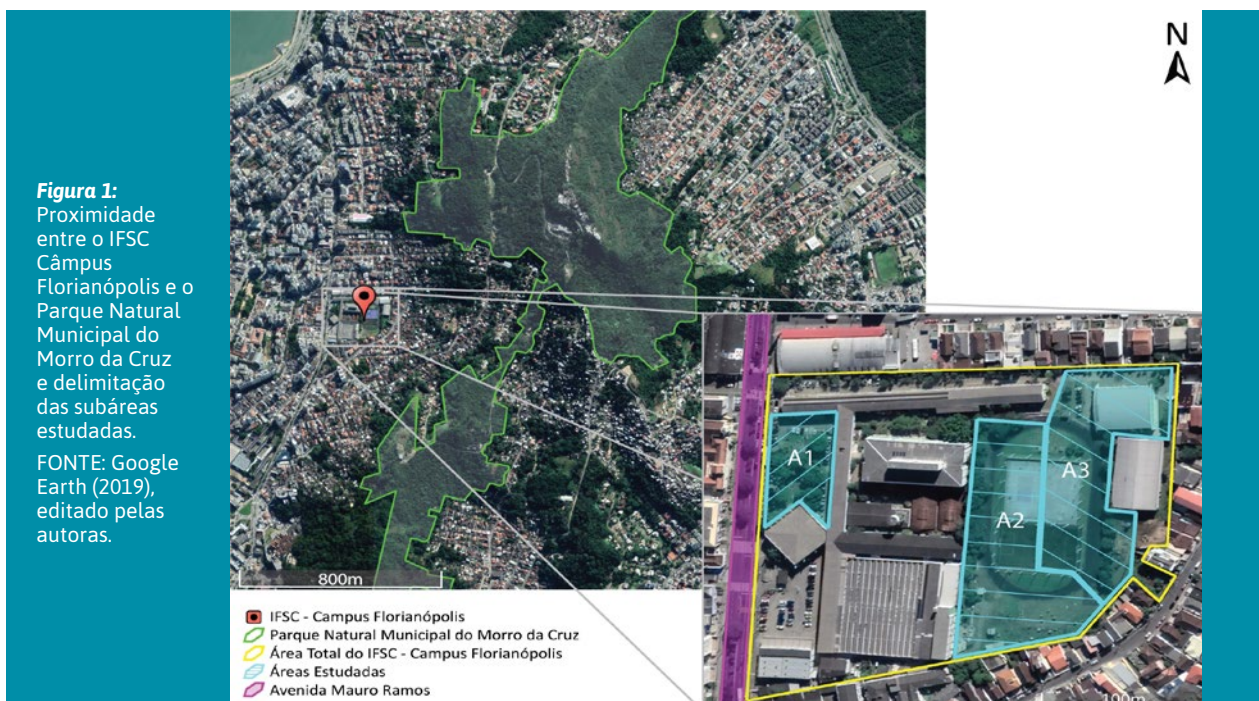 Figura 1:
Proximidade
entre o IFSC
Câmpus
Florianópolis e o
Parque Natural
Municipal do
Morro da Cruz
e delimitação
das subáreas
estudadas.
FONTE: Google
Earth (2019),
editado pelas
autoras.
N
800m
A1
A2
A3
100m
IFSC - Campus Florianópolis
Parque Natural Municipal do Morro da Cruz
Área Total do IFSC - Campus Florianópolis
Áreas Estudadas
Avenida Mauro Ramos